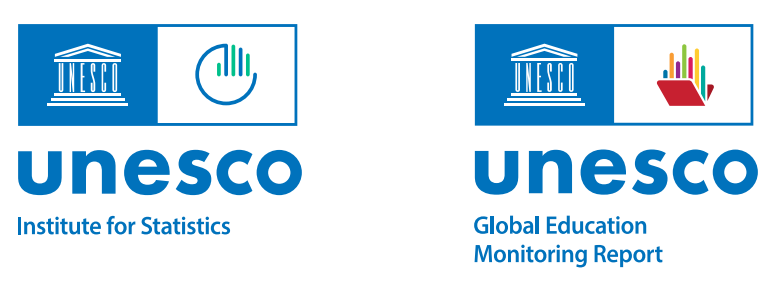 UNESCO
unesco
Institute for Statistics
UNESCO
unesco
Global Education
Monitoring Report